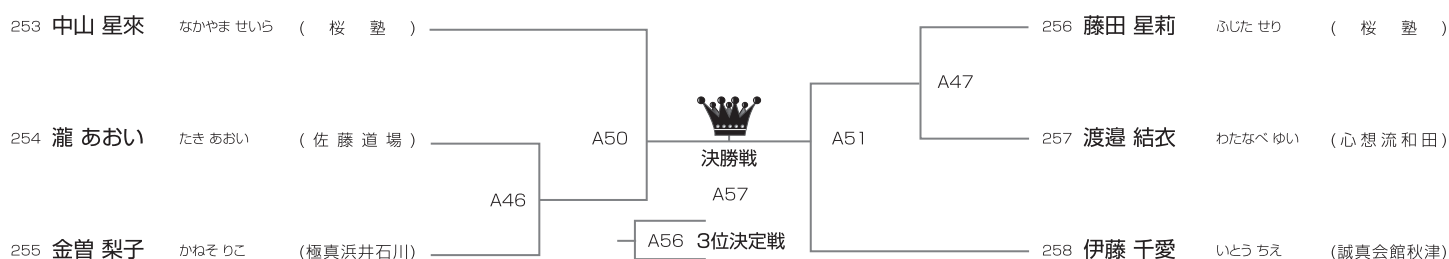 253 中山 星來 なかやま せいら (桜塾)
254 瀧 あおい たき あおい (佐藤道場)
255 金曽 梨子 かねそ りこ (極真浜井石川)
A46
A50
決勝戦
A57
A56 3位決定戦
A51
A47
256 藤田 星莉 ふじた せり (桜塾)
257 渡邉 結衣 わたなべ ゆい (心想流和田)
258 伊藤 千愛 いとう ちえ (誠真会館秋津)